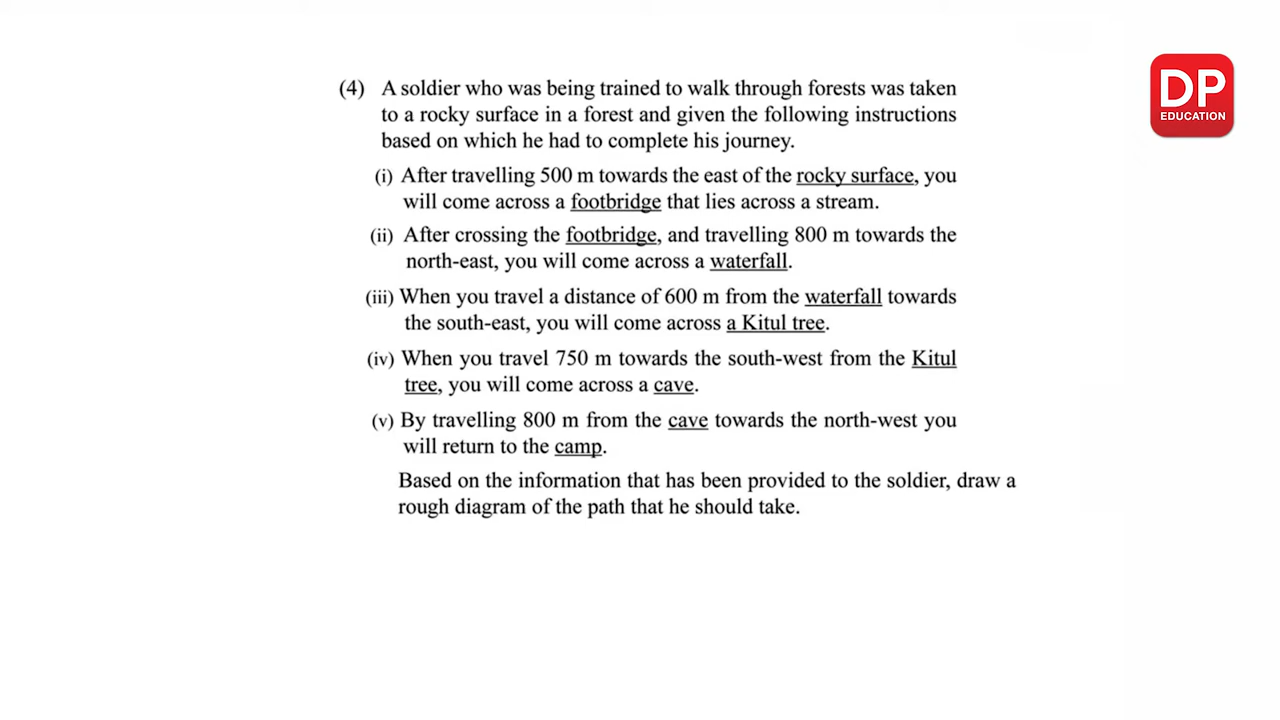 DP
EDUCATION
(4) A soldier who was being trained to walk through forests was taken
to a rocky surface in a forest and given the following instructions
based on which he had to complete his journey.
(i) After travelling 500 m towards the east of the rocky surface, you
will come across a footbridge that lies across a stream.
(ii) After crossing the footbridge, and travelling 800 m towards the
north-east, you will come across a waterfall.
(iii) When you travel a distance of 600 m from the waterfall towards
the south-east, you will come across a Kitul tree.
(iv) When you travel 750 m towards the south-west from the Kitul
tree, you will come across a cave.
(v) By travelling 800 m from the cave towards the north-west you
will return to the camp.
Based on the information that has been provided to the soldier, draw a
rough diagram of the path that he should take.